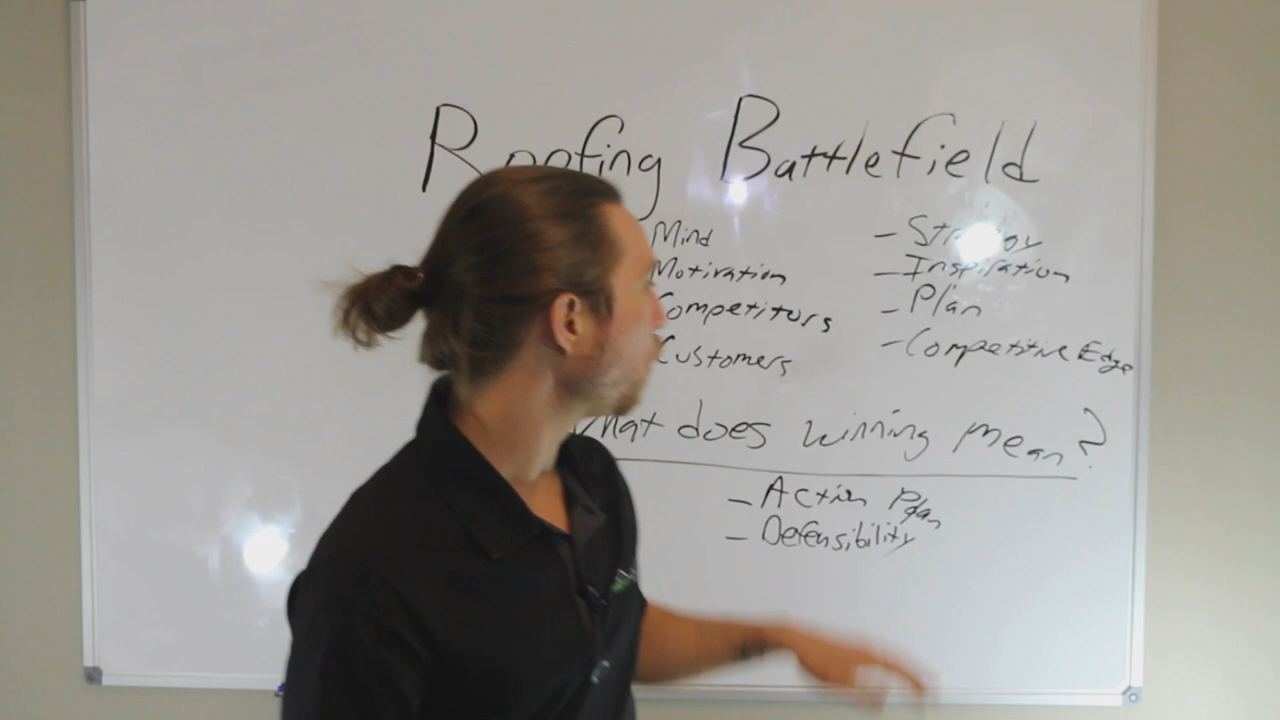 Roofing Battlefield
Mind
Motivation
Competitors
Customers
- Strategy
- Inspiration
- Plan
- Competitive Edge
What does winning mean?
- Action Plan
- Defensibility